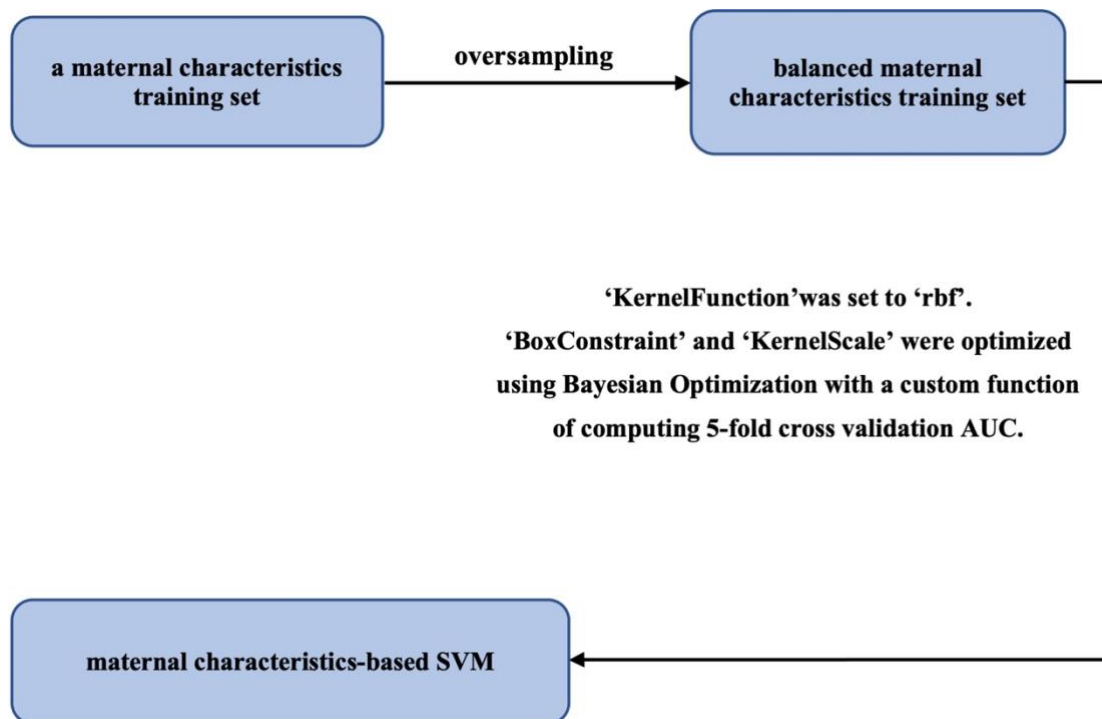 a maternal characteristics
training set
oversampling
balanced maternal
characteristics training set
‘KernelFunction’was set to ‘rbf’.
‘BoxConstraint’ and ‘KernelScale’ were optimized
using Bayesian Optimization with a custom function
of computing 5-fold cross validation AUC.
maternal characteristics-based SVM